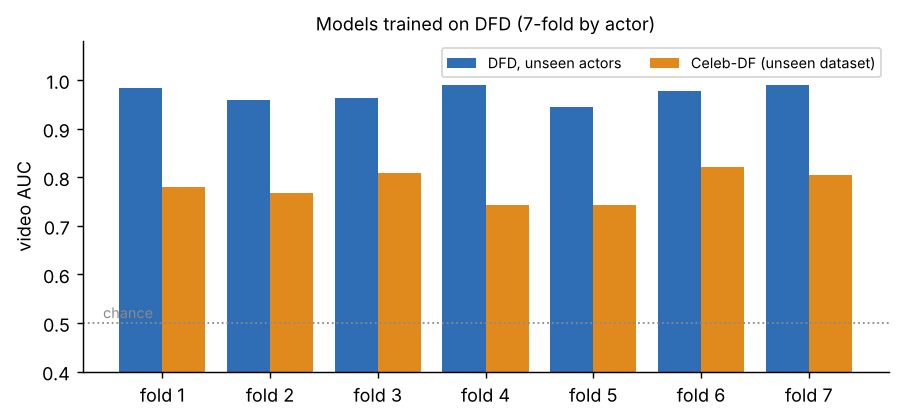 Models trained on DFD (7-fold by actor)
DFD, unseen actors
Celeb-DF (unseen dataset)
video AUC
1.0
0.9
0.8
0.7
0.6
0.5
0.4
chance
fold 1
fold 2
fold 3
fold 4
fold 5
fold 6
fold 7